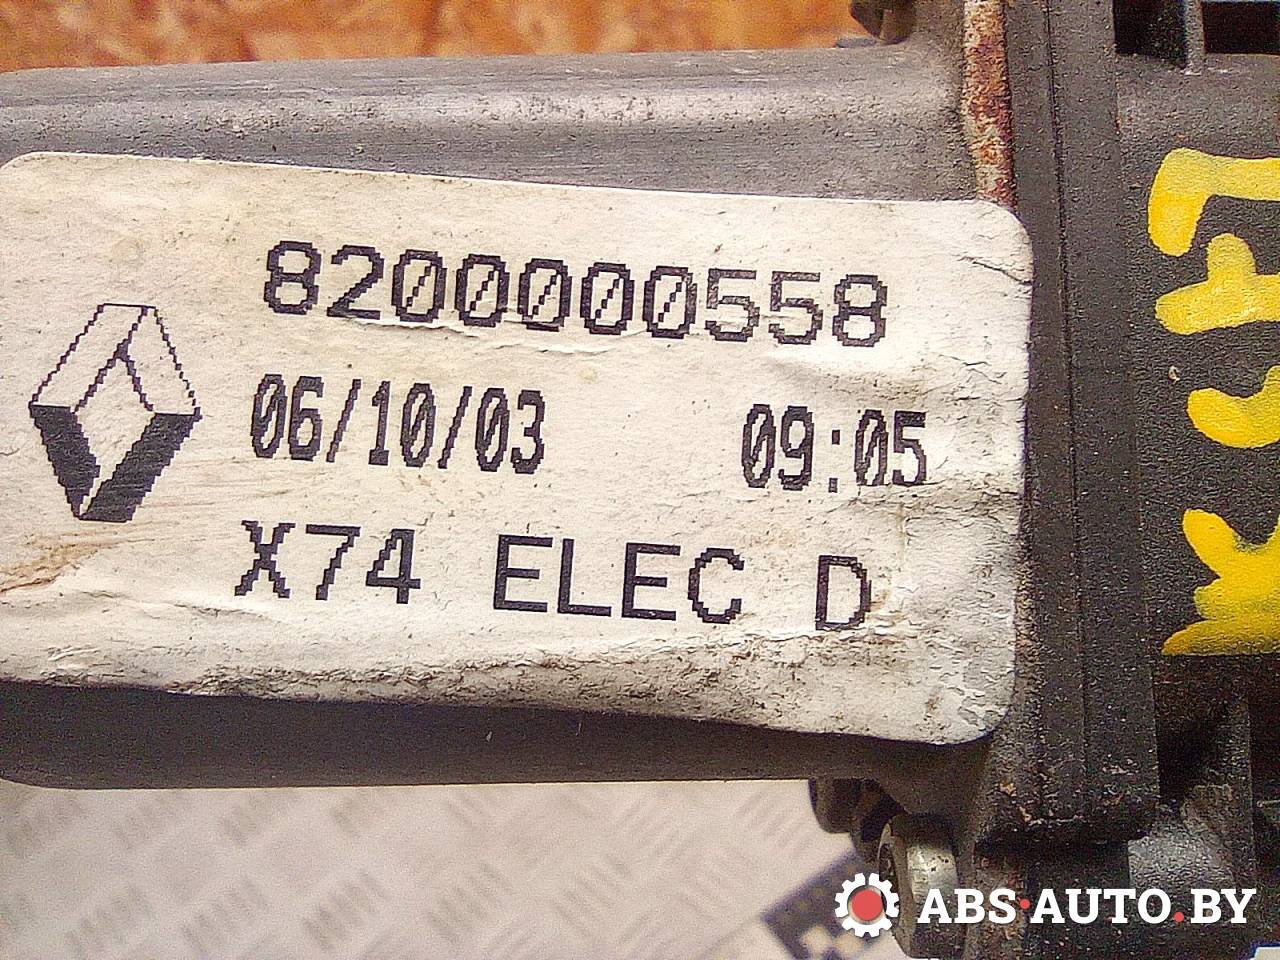 8200000558
06/10/03 09:05
X74 ELEC D
ABS·AUTO.BY